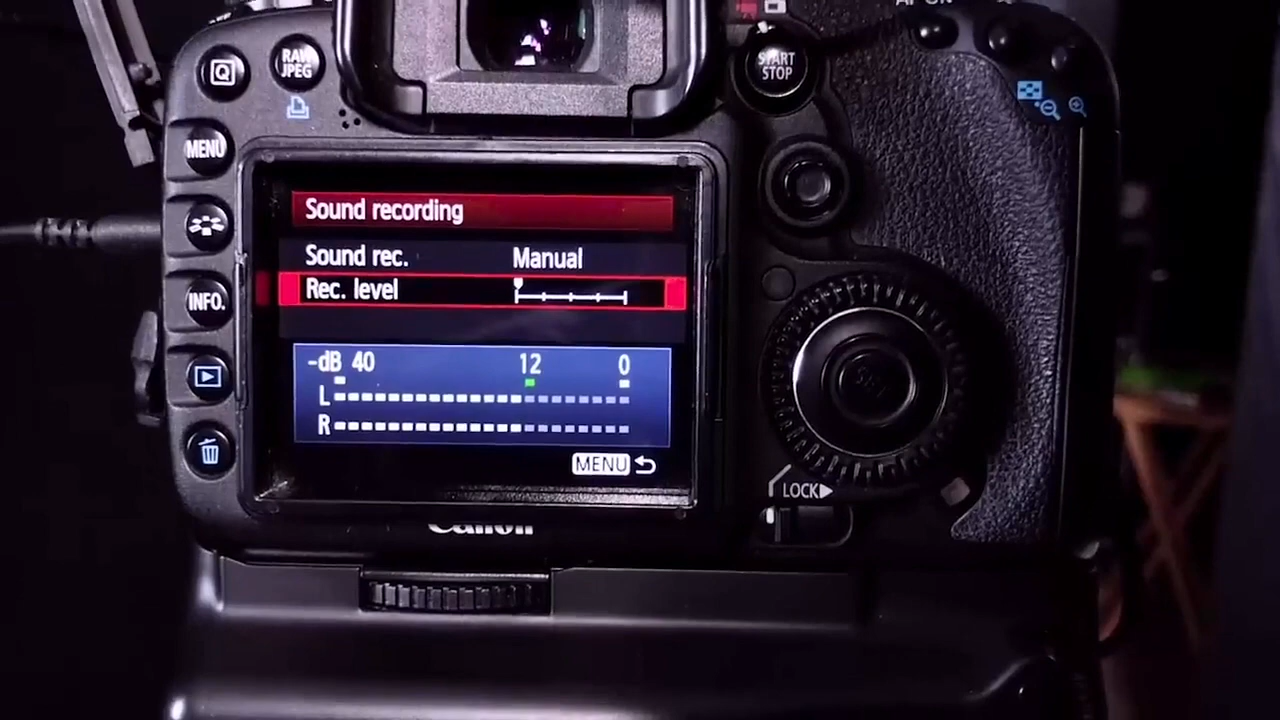 Q
RAW
JPEG
START
STOP
MENU
INFO.
Sound recording
Sound rec. Manual
Rec. level
-dB 40 12 0
L
R
MENU
LOCK
Canon